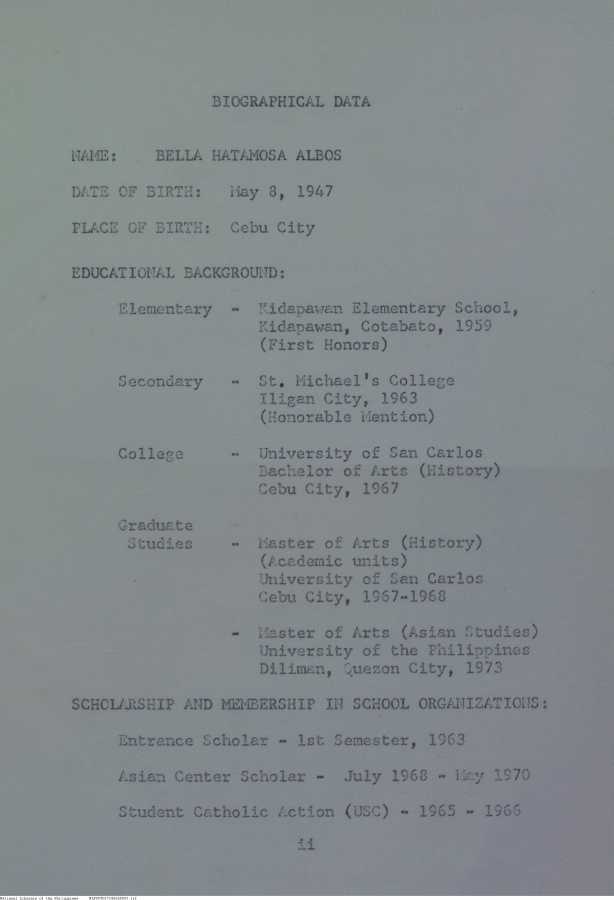 BIOGRAPHICAL DATA
NAME: BELLA HATAMOSA ALBOS
DATE OF BIRTH: May 8, 1947
PLACE OF BIRTH: Cebu City
EDUCATIONAL BACKGROUND:
Elementary - Kidapawan Elementary School,
Kidapawan, Cotabato, 1959
(First Honors)
Secondary - St. Michael's College
Iligan City, 1963
(Honorable Mention)
College - University of San Carlos
Bachelor of Arts (History)
Cebu City, 1967
Graduate
Studies - Master of Arts (History)
(Academic units)
University of San Carlos
Cebu City, 1967-1968
- Master of Arts (Asian Studies)
University of the Philippines
Diliman, Quezon City, 1973
SCHOLARSHIP AND MEMBERSHIP IN SCHOOL ORGANIZATIONS:
Entrance Scholar - 1st Semester, 1963
Asian Center Scholar - July 1968 - May 1970
Student Catholic Action (USC) - 1965 - 1966
ii